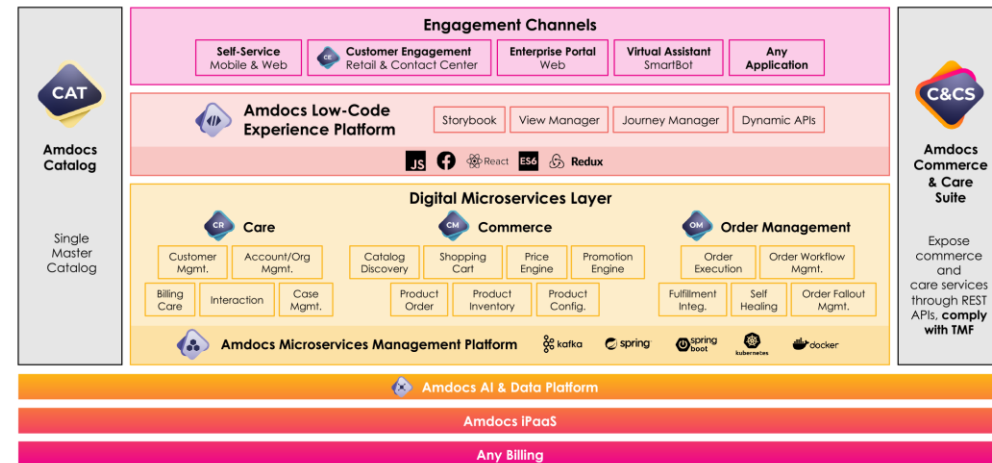 Engagement Channels
Self-Service
Mobile & Web
CE
Customer Engagement
Retail & Contact Center
Enterprise Portal
Web
Virtual Assistant
SmartBot
Any
Application
CAT
Amdocs
Catalog
Single
Master
Catalog
Amdocs Low-Code
Experience Platform
Storybook
View Manager
Journey Manager
Dynamic APIs
JS
React
ES6
Redux
Digital Microservices Layer
CR
Care
Customer
Mgmt.
Account/Org
Mgmt.
Billing
Care
Interaction
Case
Mgmt.
CM
Commerce
Catalog
Discovery
Shopping
Cart
Price
Engine
Promotion
Engine
Product
Order
Product
Inventory
Product
Config.
OM
Order Management
Order
Execution
Order Workflow
Mgmt.
Fulfillment
Integ.
Self
Healing
Order Fallout
Mgmt.
Amdocs Microservices Management Platform
kafka
spring
spring
boot
kubernetes
docker
C&CS
Amdocs
Commerce
& Care
Suite
Expose
commerce
and
care services
through REST
APIs, comply
with TMF
Amdocs AI & Data Platform
Amdocs iPaaS
Any Billing